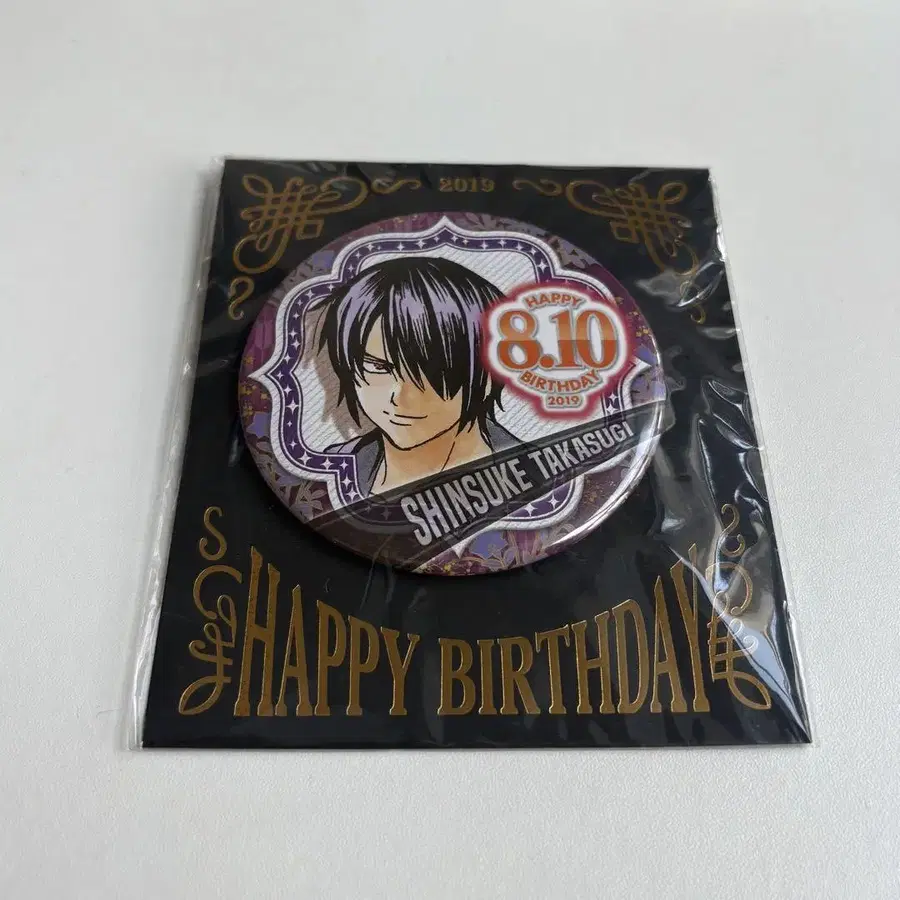 2019
HAPPY
8.10
BIRTHDAY
2019
SHINSUKE TAKASUGI
HAPPY BIRTHDAY